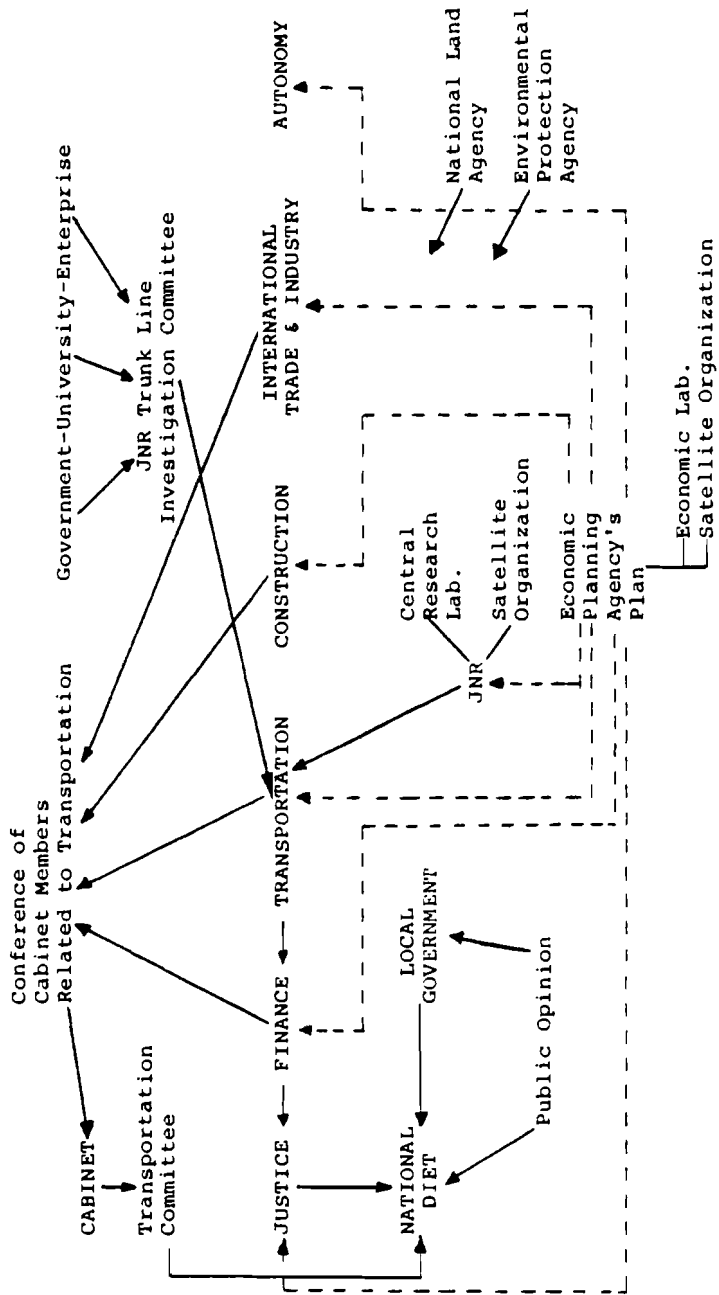 Conference of
Cabinet Members
Related to Transportation
Government-University-Enterprise
CABINET
Transportation
Committee
JNR Trunk Line
Investigation Committee
JUSTICE
FINANCE
TRANSPORTATION
CONSTRUCTION
INTERNATIONAL
TRADE & INDUSTRY
AUTONOMY
NATIONAL
DIET
LOCAL
GOVERNMENT
Public Opinion
JNR
Central
Research
Lab.
Satellite
Organization
National Land
Agency
Environmental
Protection
Agency
Economic
Planning
Agency's
Plan
Economic Lab.
Satellite Organization